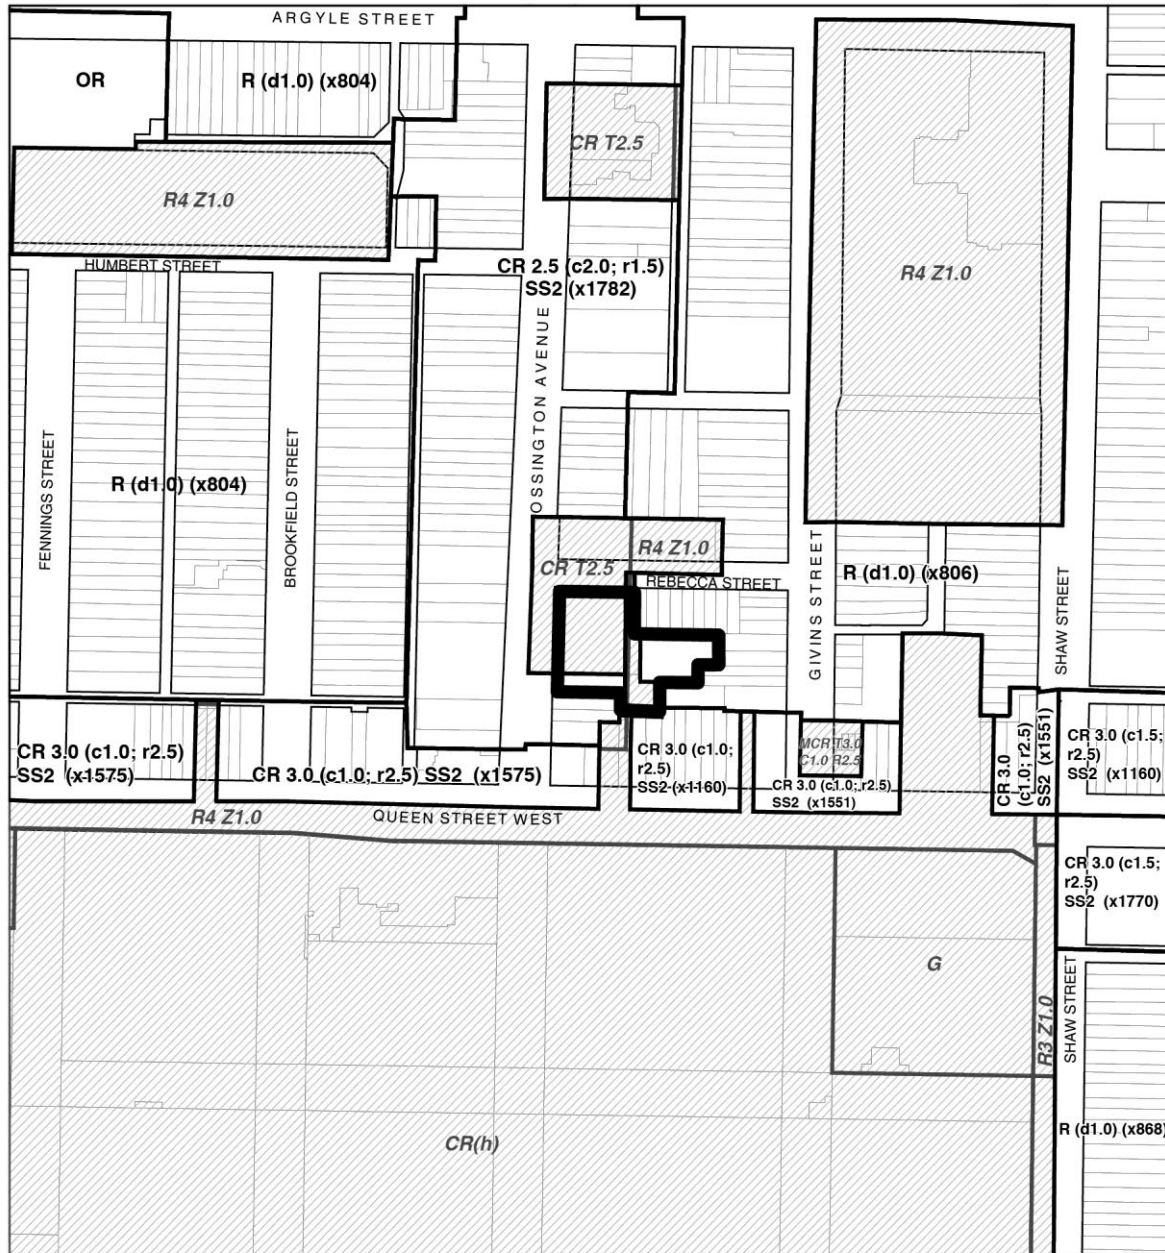 ARGYLE STREET
OR
R (d1.0) (x804)
CR T2.5
R4 Z1.0
HUMBERT STREET
CR 2.5 (c2.0; r1.5)
SS2 (x1782)
R4 Z1.0
OSSINGTON AVENUE
FENNINGS STREET
R (d1.0) (x804)
BROOKFIELD STREET
CR T2.5
R4 Z1.0
REBECCA STREET
GIVINS STREET
R (d1.0) (x806)
SHAW STREET
CR 3.0 (c1.0; r2.5)
SS2 (x1575)
CR 3.0 (c1.0; r2.5) SS2 (x1575)
CR 3.0 (c1.0;
r2.5)
SS2 (x1160)
MCR T3.0
C1.0 R2.5
CR 3.0 (c1.0; r2.5)
SS2 (x1551)
CR 3.0
(c1.0; r2.5)
SS2 (x1551)
CR 3.0 (c1.5;
r2.5)
SS2 (x1160)
R4 Z1.0
QUEEN STREET WEST
CR 3.0 (c1.5;
r2.5)
SS2 (x1770)
G
R3 Z1.0
SHAW STREET
CR(h)
R (d1.0) (x868)